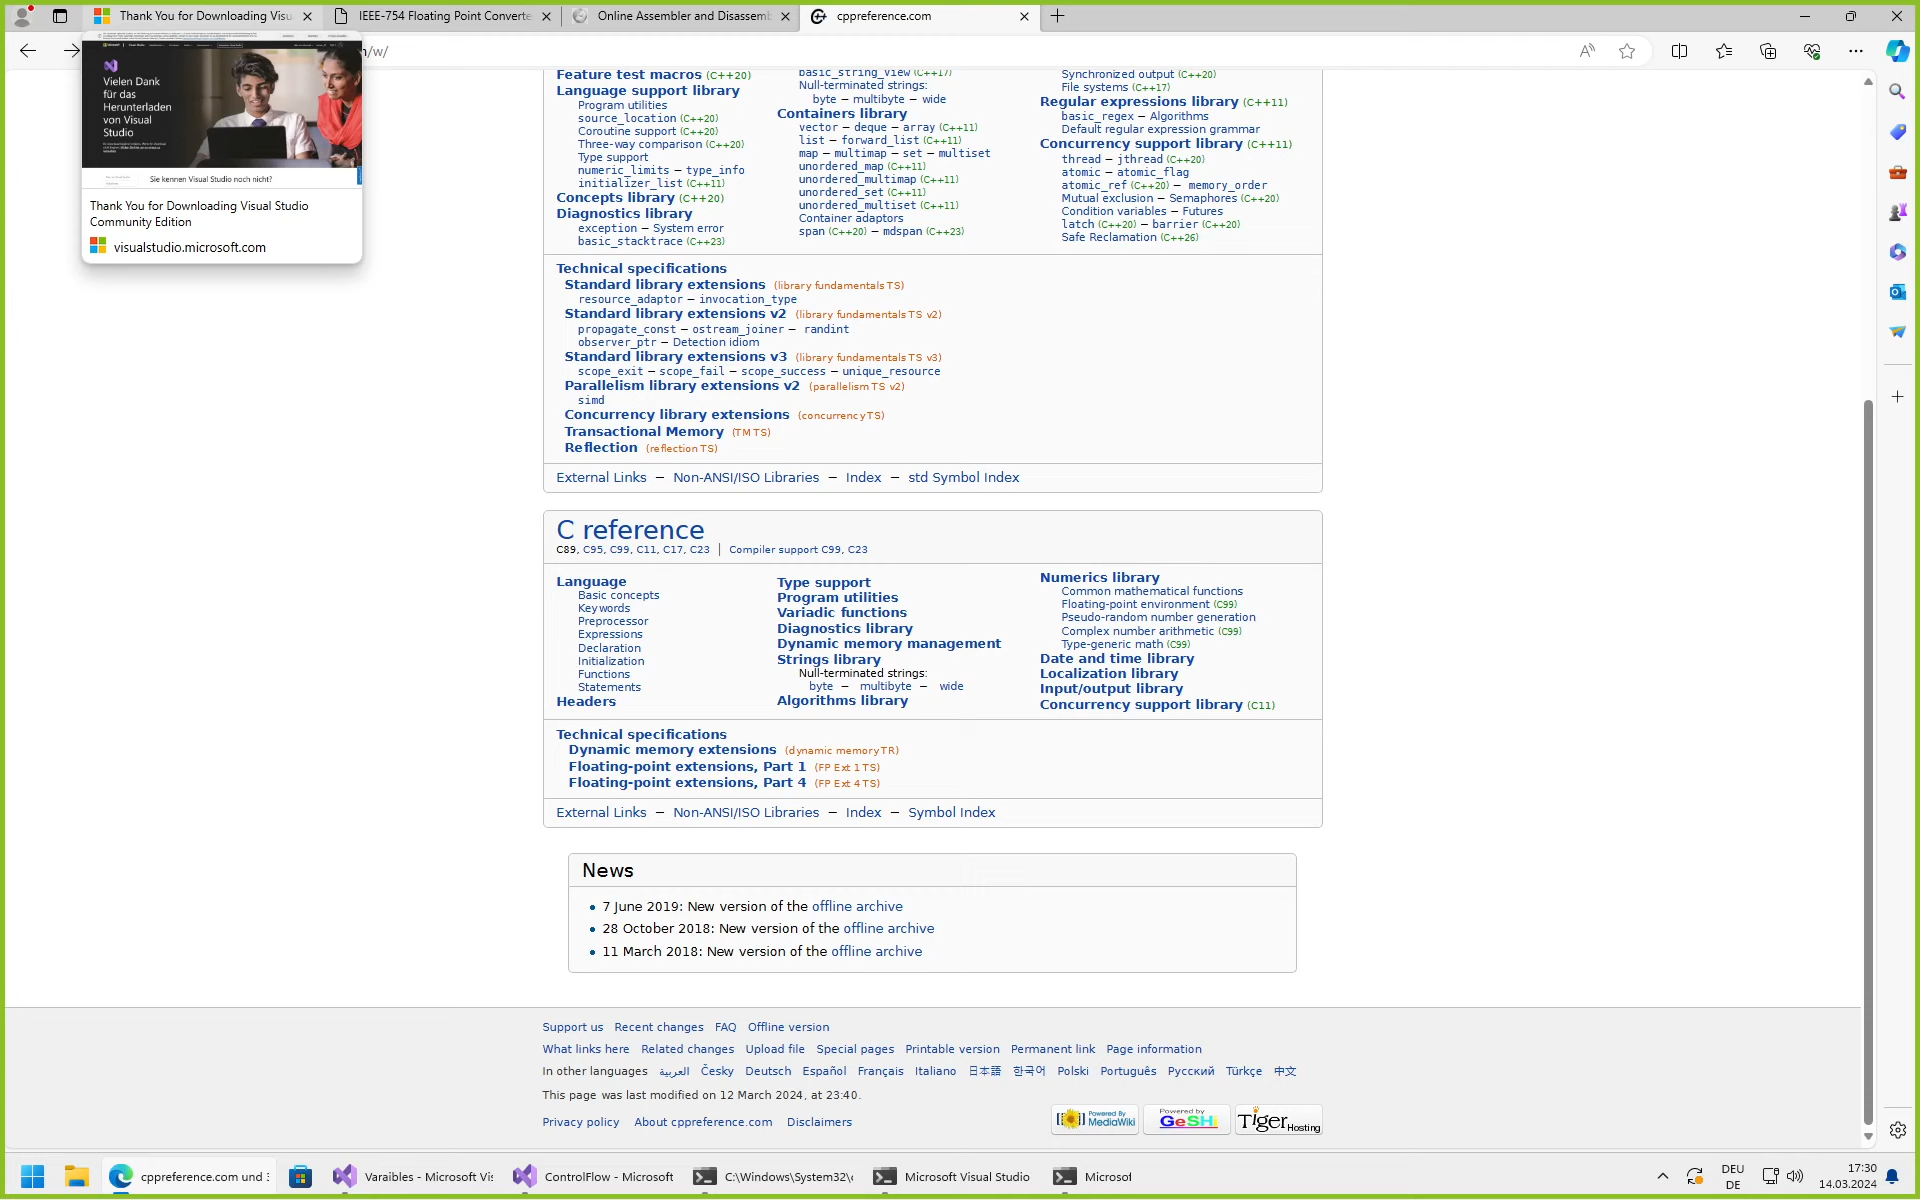 Thank You for Downloading Visu
IEEE-754 Floating Point Converte
Online Assembler and Disassemb
cppreference.com
/w/
Vielen Dank
für das
Herunterladen
von Visual
Studio
Sie kennen Visual Studio noch nicht?
Thank You for Downloading Visual Studio
Community Edition
visualstudio.microsoft.com
Feature test macros (C++20)
Language support library
Program utilities
source_location (C++20)
Coroutine support (C++20)
Three-way comparison (C++20)
Type support
numeric_limits − type_info
initializer_list (C++11)
Concepts library (C++20)
Diagnostics library
exception − System error
basic_stacktrace (C++23)
basic_string_view (C++17)
Null-terminated strings:
byte − multibyte − wide
Containers library
vector − deque − array (C++11)
list − forward_list (C++11)
map − multimap − set − multiset
unordered_map (C++11)
unordered_multimap (C++11)
unordered_set (C++11)
unordered_multiset (C++11)
Container adaptors
span (C++20) − mdspan (C++23)
Synchronized output (C++20)
File systems (C++17)
Regular expressions library (C++11)
basic_regex − Algorithms
Default regular expression grammar
Concurrency support library (C++11)
thread − jthread (C++20)
atomic − atomic_flag
atomic_ref (C++20) − memory_order
Mutual exclusion − Semaphores (C++20)
Condition variables − Futures
latch (C++20) − barrier (C++20)
Safe Reclamation (C++26)
Technical specifications
Standard library extensions (library fundamentals TS)
resource_adaptor − invocation_type
Standard library extensions v2 (library fundamentals TS v2)
propagate_const − ostream_joiner − randint
observer_ptr − Detection idiom
Standard library extensions v3 (library fundamentals TS v3)
scope_exit − scope_fail − scope_success − unique_resource
Parallelism library extensions v2 (parallelism TS v2)
simd
Concurrency library extensions (concurrency TS)
Transactional Memory (TM TS)
Reflection (reflection TS)
External Links − Non-ANSI/ISO Libraries − Index − std Symbol Index
C reference
C89, C95, C99, C11, C17, C23 | Compiler support C99, C23
Language
Basic concepts
Keywords
Preprocessor
Expressions
Declaration
Initialization
Functions
Statements
Headers
Type support
Program utilities
Variadic functions
Diagnostics library
Dynamic memory management
Strings library
Null-terminated strings:
byte − multibyte − wide
Algorithms library
Numerics library
Common mathematical functions
Floating-point environment (C99)
Pseudo-random number generation
Complex number arithmetic (C99)
Type-generic math (C99)
Date and time library
Localization library
Input/output library
Concurrency support library (C11)
Technical specifications
Dynamic memory extensions (dynamic memory TR)
Floating-point extensions, Part 1 (FP Ext 1 TS)
Floating-point extensions, Part 4 (FP Ext 4 TS)
External Links − Non-ANSI/ISO Libraries − Index − Symbol Index
News
7 June 2019: New version of the offline archive
28 October 2018: New version of the offline archive
11 March 2018: New version of the offline archive
Support us Recent changes FAQ Offline version
What links here Related changes Upload file Special pages Printable version Permanent link Page information
In other languages العربية Česky Deutsch Español Français Italiano 日本語 한국어 Polski Português Русский Türkçe 中文
This page was last modified on 12 March 2024, at 23:40.
Privacy policy About cppreference.com Disclaimers
Powered By MediaWiki
Powered by GeSHi
Tiger Hosting
cppreference.com und 3
Varaibles - Microsoft Vis
ControlFlow - Microsoft
C:\Windows\System32\c
Microsoft Visual Studio
Microsof
DEU
DE
17:30
14.03.2024